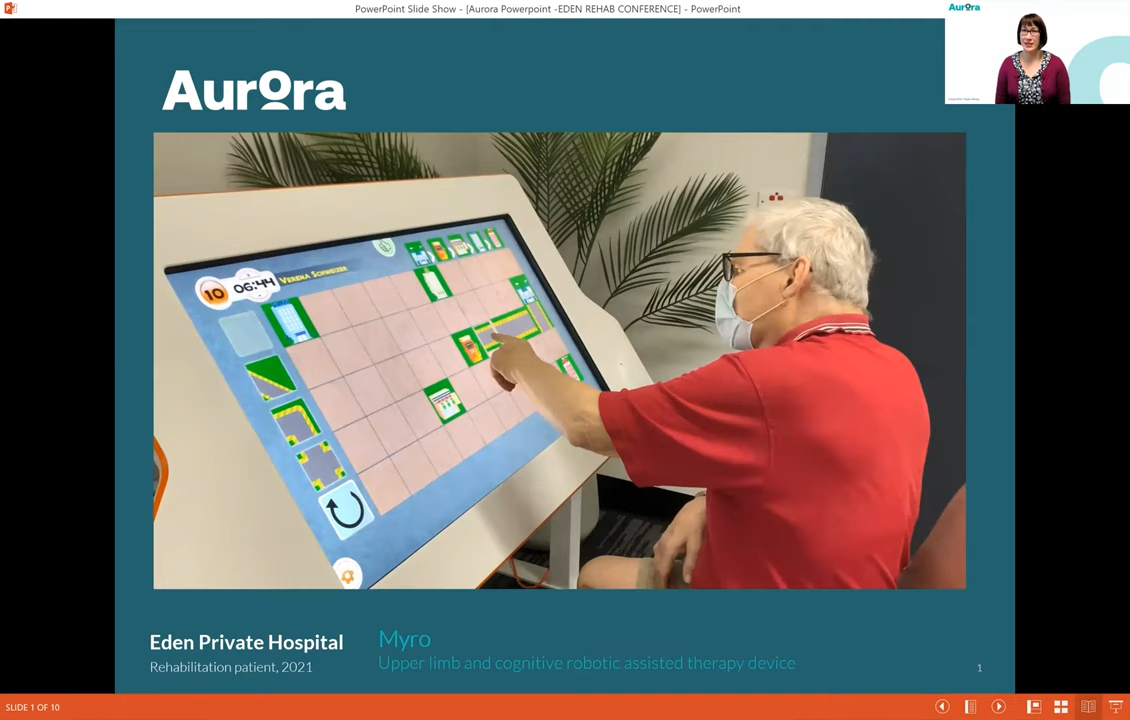 PowerPoint Slide Show - [Aurora Powerpoint -EDEN REHAB CONFERENCE] - PowerPoint
Aurora
Aurora
10
06:44
VERENA SCHWEIZER
Eden Private Hospital
Rehabilitation patient, 2021
Myro
Upper limb and cognitive robotic assisted therapy device
1
SLIDE 1 OF 10